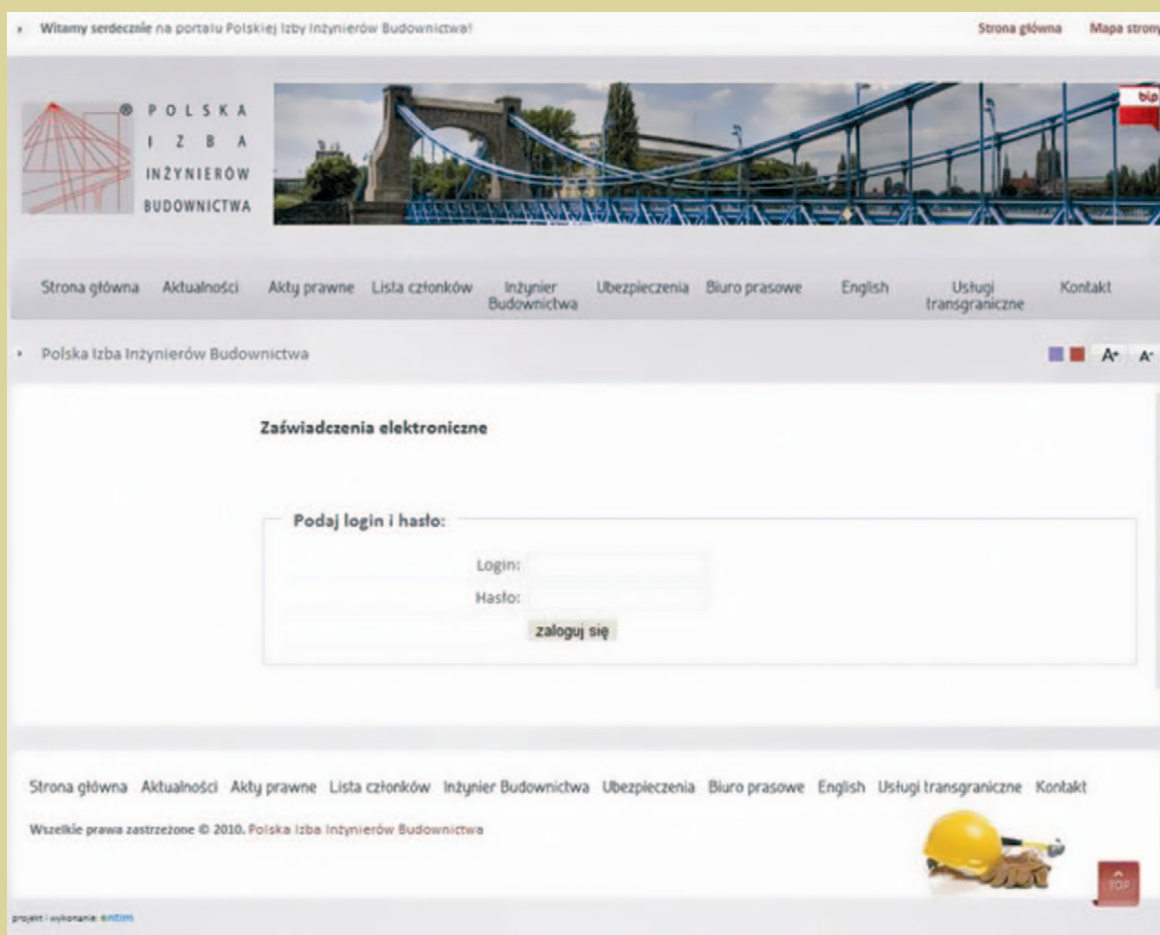 Witamy serdecznie na portalu Polskiej Izby Inżynierów Budownictwa!
Strona główna Mapa strony
® POLSKA
IZBA
INŻYNIERÓW
BUDOWNICTWA
bip
Strona główna Aktualności Akty prawne Lista członków Inżynier Budownictwa Ubezpieczenia Biuro prasowe English Usługi transgraniczne Kontakt
Polska Izba Inżynierów Budownictwa
A+ A-
Zaświadczenia elektroniczne
Podaj login i hasło:
Login:
Hasło:
zaloguj się
Strona główna Aktualności Akty prawne Lista członków Inżynier Budownictwa Ubezpieczenia Biuro prasowe English Usługi transgraniczne Kontakt
Wszelkie prawa zastrzeżone © 2010. Polska Izba Inżynierów Budownictwa
TOP
projekt i wykonanie: entim